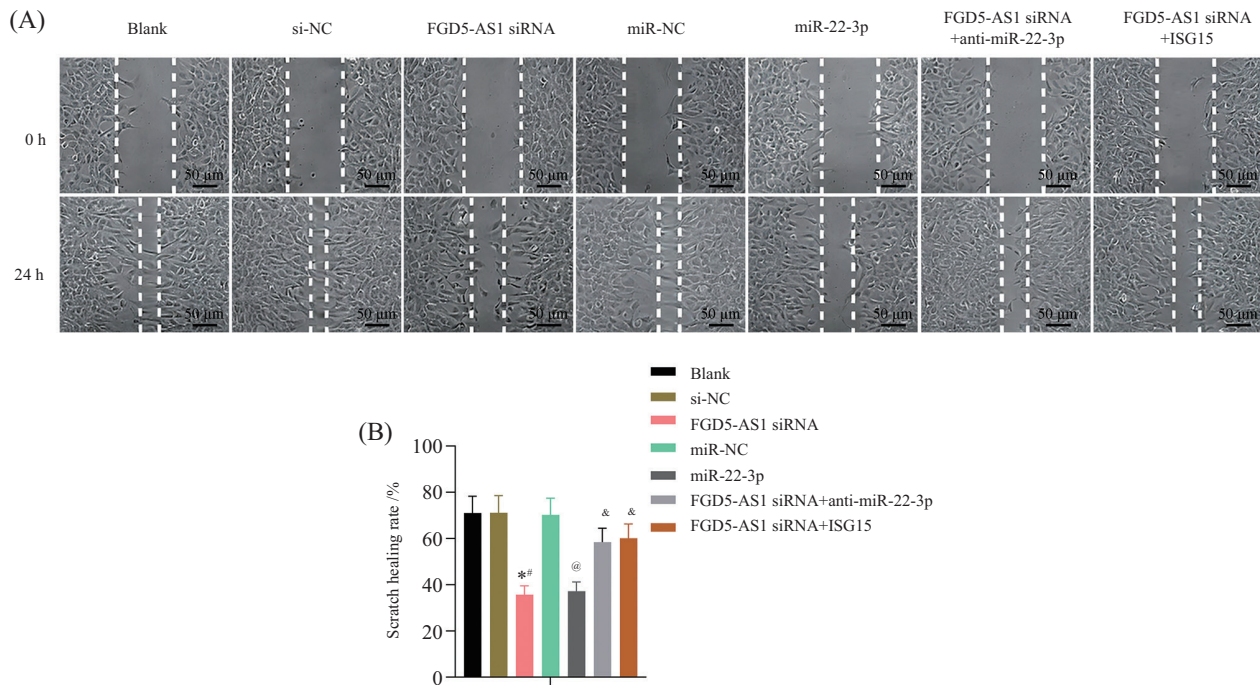 (A)
Blank
si-NC
FGD5-AS1 siRNA
miR-NC
miR-22-3p
FGD5-AS1 siRNA
+anti-miR-22-3p
FGD5-AS1 siRNA
+ISG15
0 h
50 µm
50 µm
50 µm
50 µm
50 µm
50 µm
50 µm
24 h
50 µm
50 µm
50 µm
50 µm
50 µm
50 µm
50 µm
(B)
Scratch healing rate /%
100
80
60
40
20
0
*#
@
&
&
Blank
si-NC
FGD5-AS1 siRNA
miR-NC
miR-22-3p
FGD5-AS1 siRNA+anti-miR-22-3p
FGD5-AS1 siRNA+ISG15